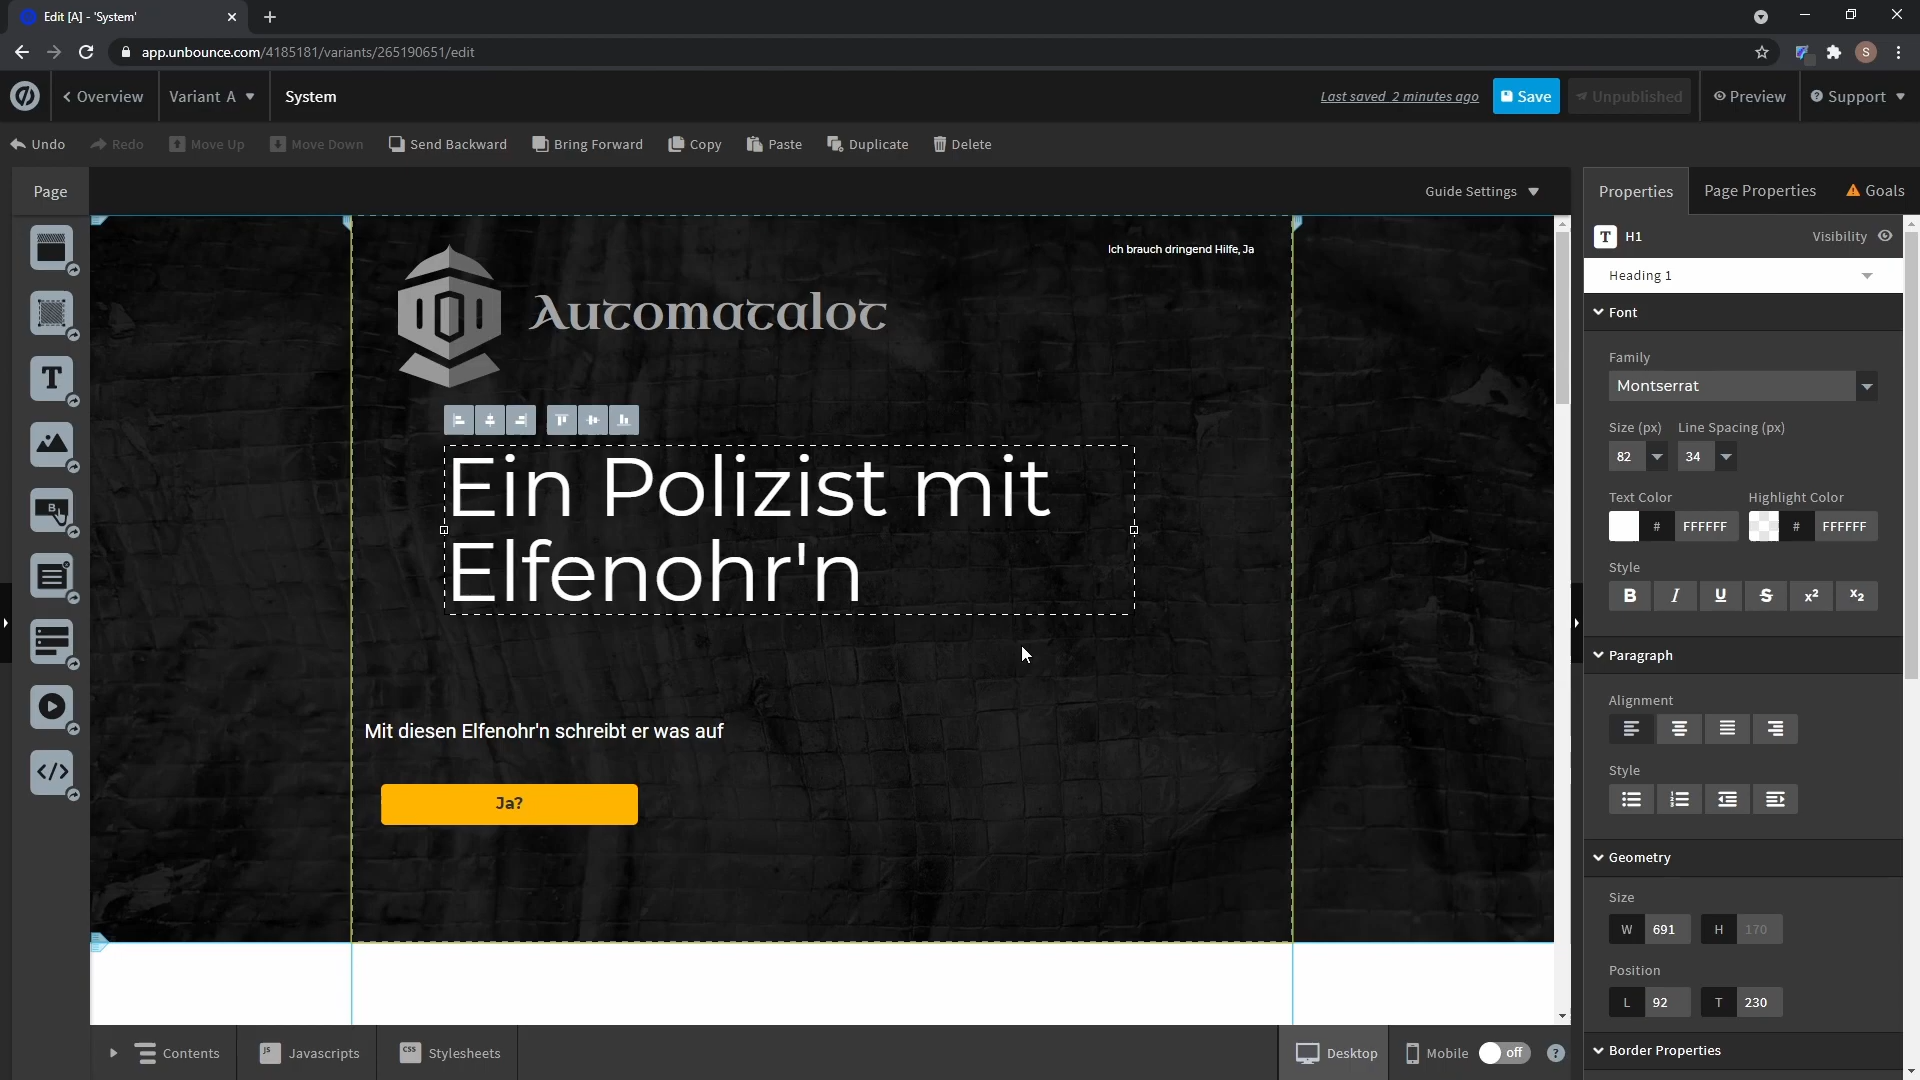 Edit [A] - 'System'
app.unbounce.com/4185181/variants/265190651/edit
S
Overview
Variant A
System
Last saved 2 minutes ago
Save
Unpublished
Preview
Support
Undo
Redo
Move Up
Move Down
Send Backward
Bring Forward
Copy
Paste
Duplicate
Delete
Page
Guide Settings
Properties
Page Properties
Goals
Ich brauch dringend Hilfe, Ja
Automatalot
Ein Polizist mit
Elfenohr'n
Mit diesen Elfenohr'n schreibt er was auf
Ja?
T H1
Visibility
Heading 1
Font
Family
Montserrat
Size (px) Line Spacing (px)
82 34
Text Color Highlight Color
# FFFFFF # FFFFFF
Style
B I U S x² x₂
Paragraph
Alignment
Style
Geometry
Size
W 691 H 170
Position
L 92 T 230
Border Properties
Contents
JS Javascripts
CSS Stylesheets
Desktop
Mobile
off
?